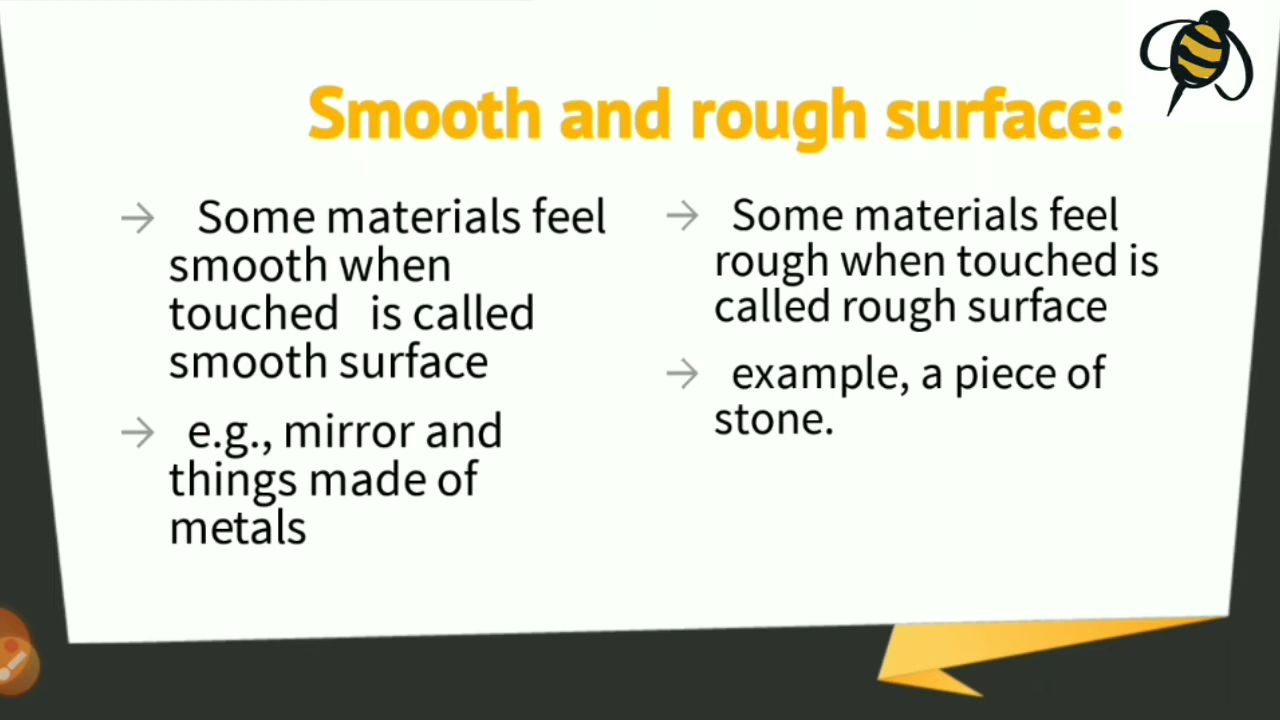 Smooth and rough surface:
Some materials feel
smooth when
touched is called
smooth surface
e.g., mirror and
things made of
metals
Some materials feel
rough when touched is
called rough surface
example, a piece of
stone.